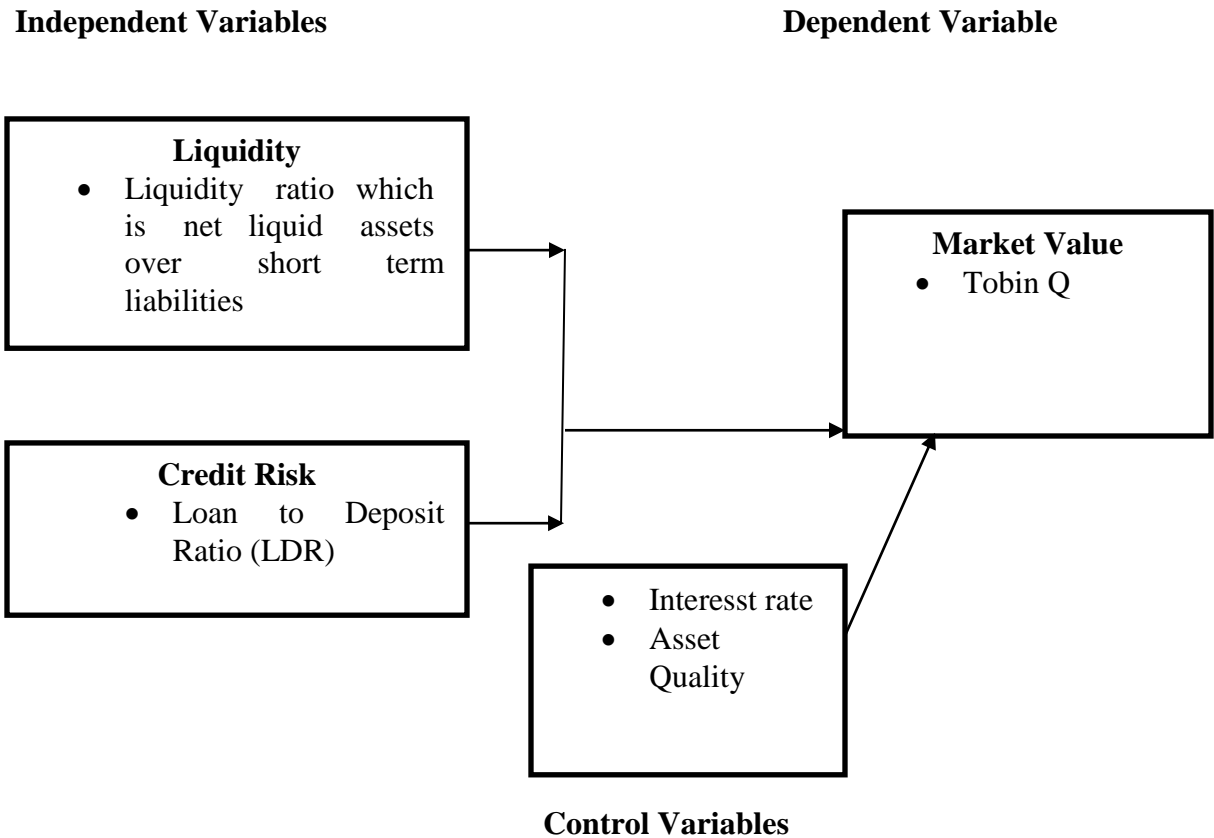 Independent Variables
Dependent Variable
Liquidity
• Liquidity ratio which
is net liquid assets
over short term
liabilities
Market Value
• Tobin Q
Credit Risk
• Loan to Deposit
Ratio (LDR)
• Interesst rate
• Asset
Quality
Control Variables